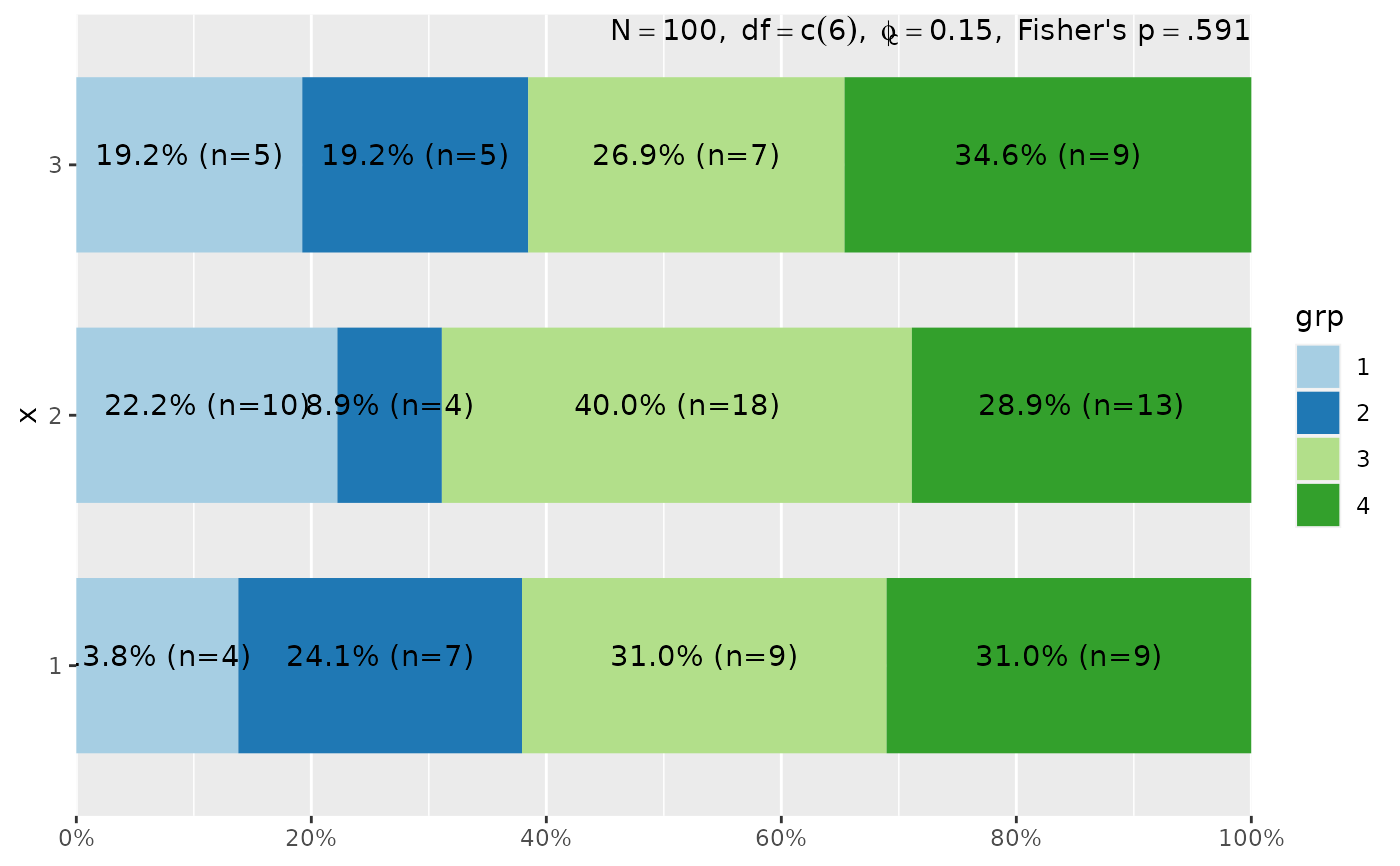 N = 100, df = c(6), ϕc = 0.15, Fisher's p = .591
3
19.2% (n=5) 19.2% (n=5) 26.9% (n=7) 34.6% (n=9)
grp
1
2
3
4
x
2
22.2% (n=10) 8.9% (n=4) 40.0% (n=18) 28.9% (n=13)
1
3.8% (n=4) 24.1% (n=7) 31.0% (n=9) 31.0% (n=9)
0% 20% 40% 60% 80% 100%